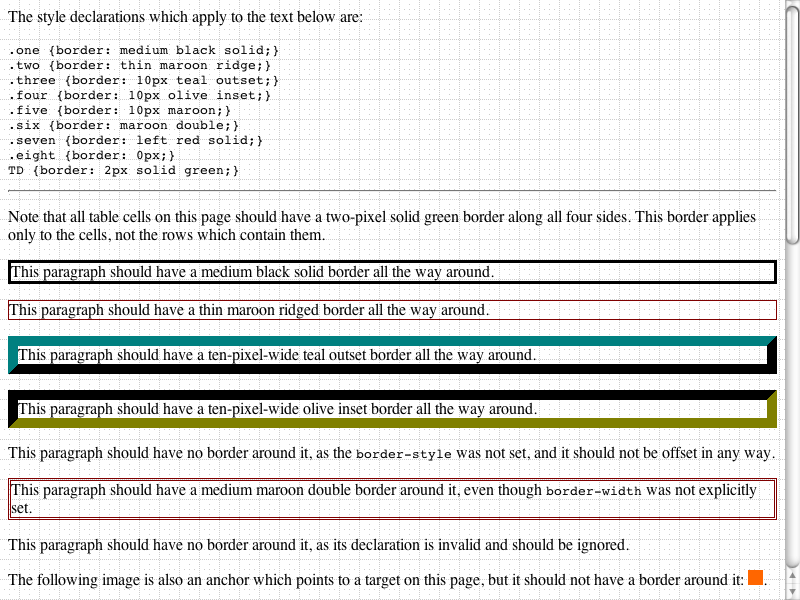 The style declarations which apply to the text below are:
.one {border: medium black solid;}
.two {border: thin maroon ridge;}
.three {border: 10px teal outset;}
.four {border: 10px olive inset;}
.five {border: 10px maroon;}
.six {border: maroon double;}
.seven {border: left red solid;}
.eight {border: 0px;}
TD {border: 2px solid green;}
Note that all table cells on this page should have a two-pixel solid green border along all four sides. This border applies
only to the cells, not the rows which contain them.
This paragraph should have a medium black solid border all the way around.
This paragraph should have a thin maroon ridged border all the way around.
This paragraph should have a ten-pixel-wide teal outset border all the way around.
This paragraph should have a ten-pixel-wide olive inset border all the way around.
This paragraph should have no border around it, as the border-style was not set, and it should not be offset in any way.
This paragraph should have a medium maroon double border around it, even though border-width was not explicitly
set.
This paragraph should have no border around it, as its declaration is invalid and should be ignored.
The following image is also an anchor which points to a target on this page, but it should not have a border around it: .